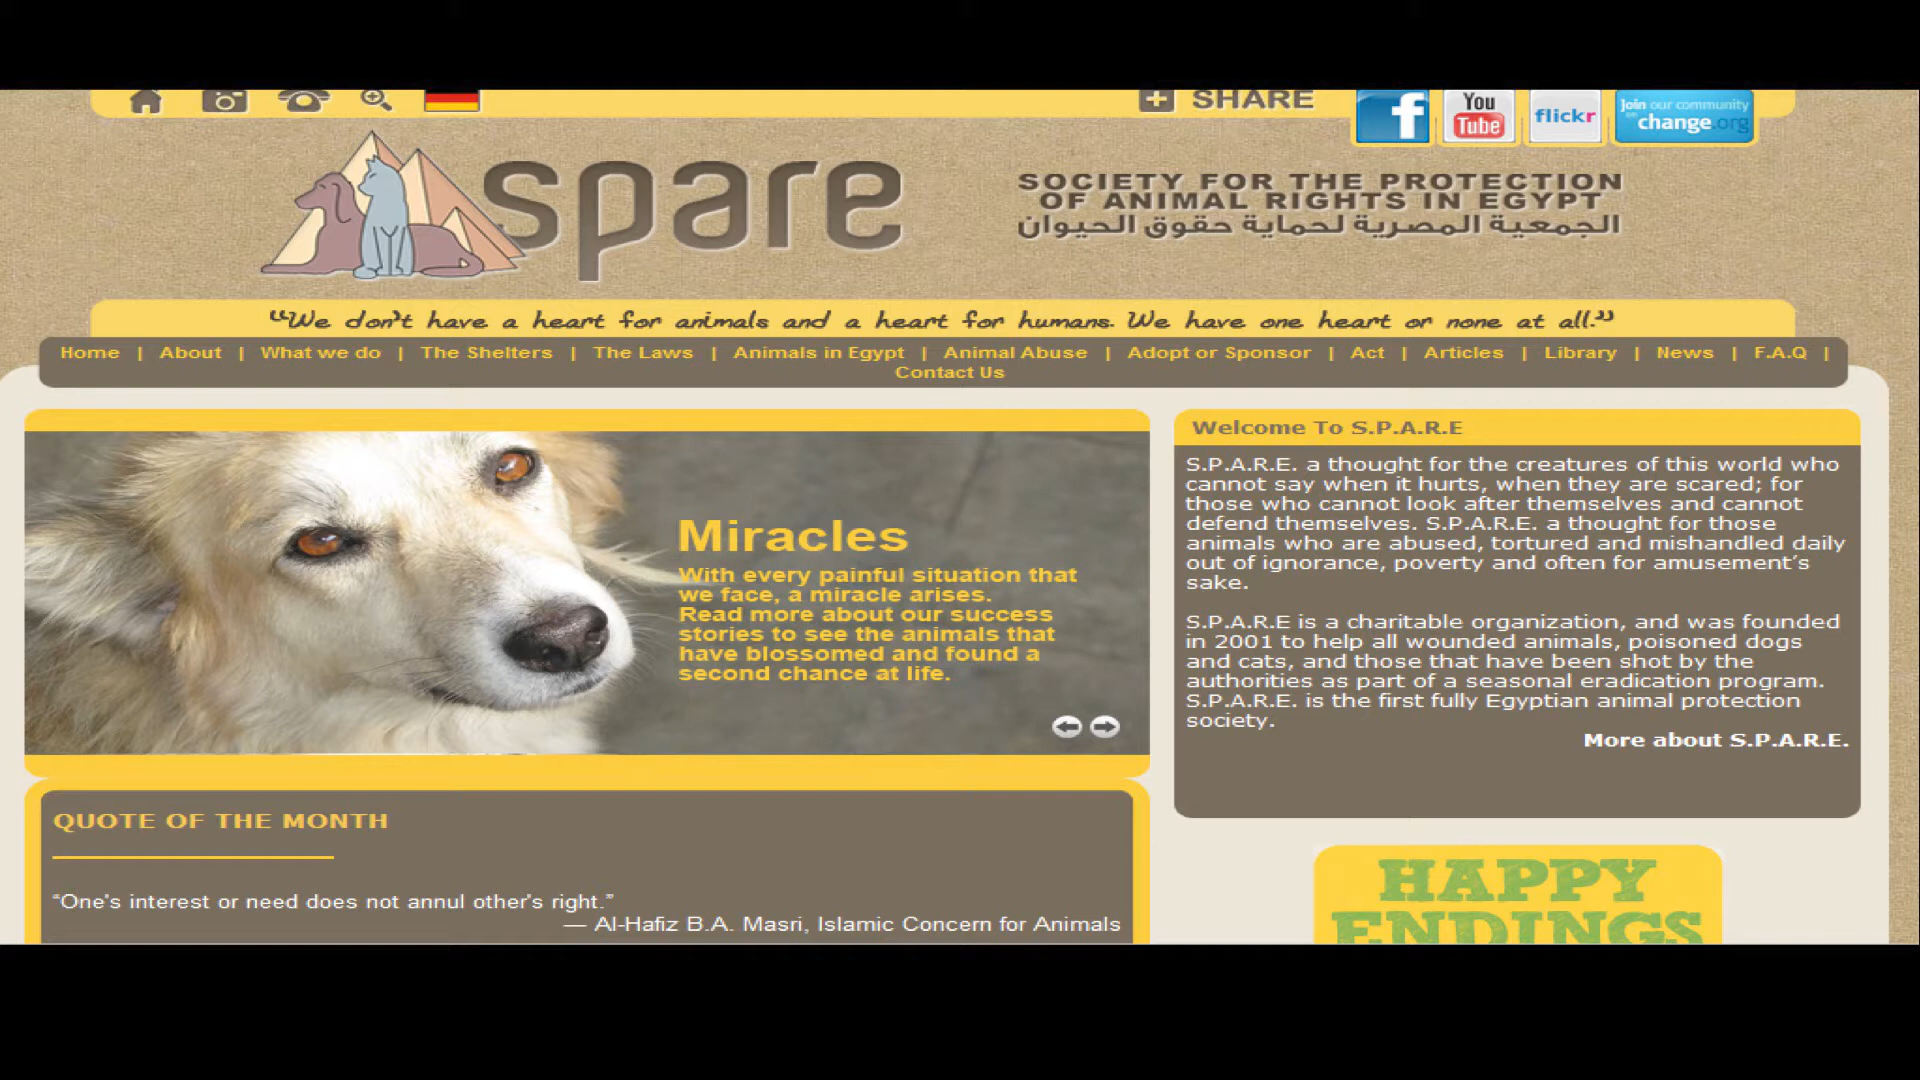 SHARE
f
You
Tube
flickr
Join our community
on change.org
spare
SOCIETY FOR THE PROTECTION
OF ANIMAL RIGHTS IN EGYPT
الجمعية المصرية لحماية حقوق الحيوان
“We don’t have a heart for animals and a heart for humans. We have one heart or none at all.”
Home | About | What we do | The Shelters | The Laws | Animals in Egypt | Animal Abuse | Adopt or Sponsor | Act | Articles | Library | News | F.A.Q |
Contact Us
Miracles
With every painful situation that
we face, a miracle arises.
Read more about our success
stories to see the animals that
have blossomed and found a
second chance at life.
QUOTE OF THE MONTH
“One's interest or need does not annul other's right.”
— Al-Hafiz B.A. Masri, Islamic Concern for Animals
Welcome To S.P.A.R.E
S.P.A.R.E. a thought for the creatures of this world who
cannot say when it hurts, when they are scared; for
those who cannot look after themselves and cannot
defend themselves. S.P.A.R.E. a thought for those
animals who are abused, tortured and mishandled daily
out of ignorance, poverty and often for amusement’s
sake.
S.P.A.R.E is a charitable organization, and was founded
in 2001 to help all wounded animals, poisoned dogs
and cats, and those that have been shot by the
authorities as part of a seasonal eradication program.
S.P.A.R.E. is the first fully Egyptian animal protection
society.
More about S.P.A.R.E.
HAPPY
ENDINGS